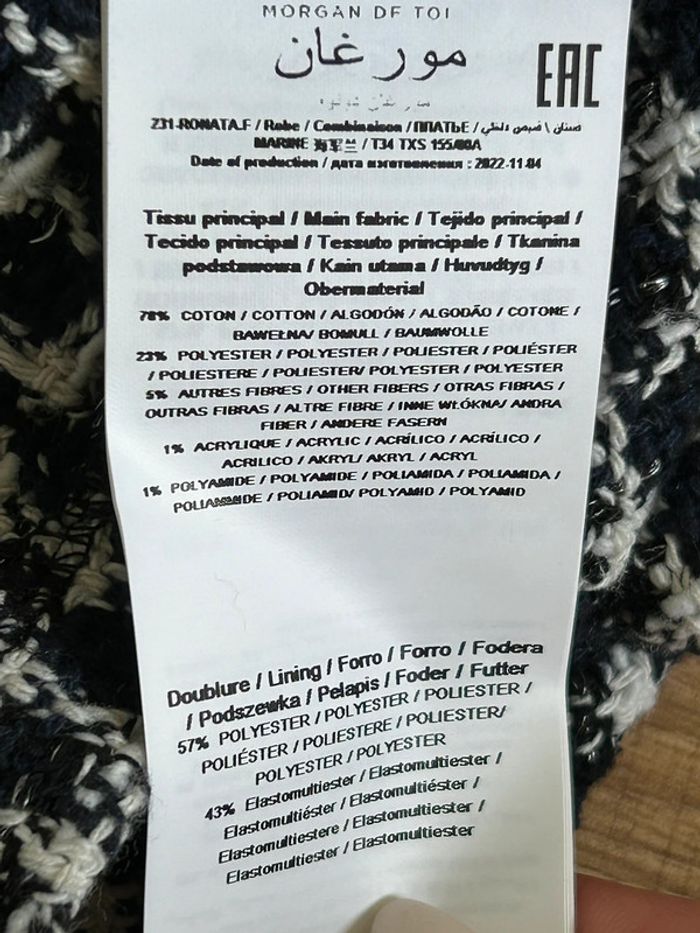 MORGAN DE TOI
مورغان
EAC
Z31-RONATA.F / Robe / Combinaison / ПЛАТЬЕ /
MARINE / T34 TXS 155/80A
Date of production / дата изготовления : 2022-11-04
Tissu principal / Main fabric / Tejido principal /
Tecido principal / Tessuto principale / Tkanina
podstawowa / Kain utama / Huvudtyg /
Obermaterial
COTON / COTTON / ALGODÓN / ALGODÃO / COTONE /
BAWEŁNA/ BOMULL / BAUMWOLLE
23% POLYESTER / POLYESTER / POLIESTER / POLIÉSTER
/ POLIESTERE / POLIESTER/ POLYESTER / POLYESTER
5% AUTRES FIBRES / OTHER FIBERS / OTRAS FIBRAS /
OUTRAS FIBRAS / ALTRE FIBRE / INNE WŁÓKNA/ ANDRA
FIBER / ANDERE FASERN
1% ACRYLIQUE / ACRYLIC / ACRÍLICO / ACRÍLICO /
ACRILICO / AKRYL/ AKRYL / ACRYL
1% POLYAMIDE / POLYAMIDE / POLIAMIDA / POLIAMIDA /
POLIAMMIDE / POLIAMID/ POLYAMID / POLYAMID
Doublure / Lining / Forro / Forro / Fodera
/ Podszewka / Pelapis / Foder / Futter
57% POLYESTER / POLYESTER / POLIESTER /
POLIÉSTER / POLIESTERE / POLIESTER/
POLYESTER / POLYESTER
43% Elastomultiester / Elastomultiester /
Elastomultiéster / Elastomultiéster /
Elastomultiestere / Elastomultiester /
Elastomultiester / Elastomultiester